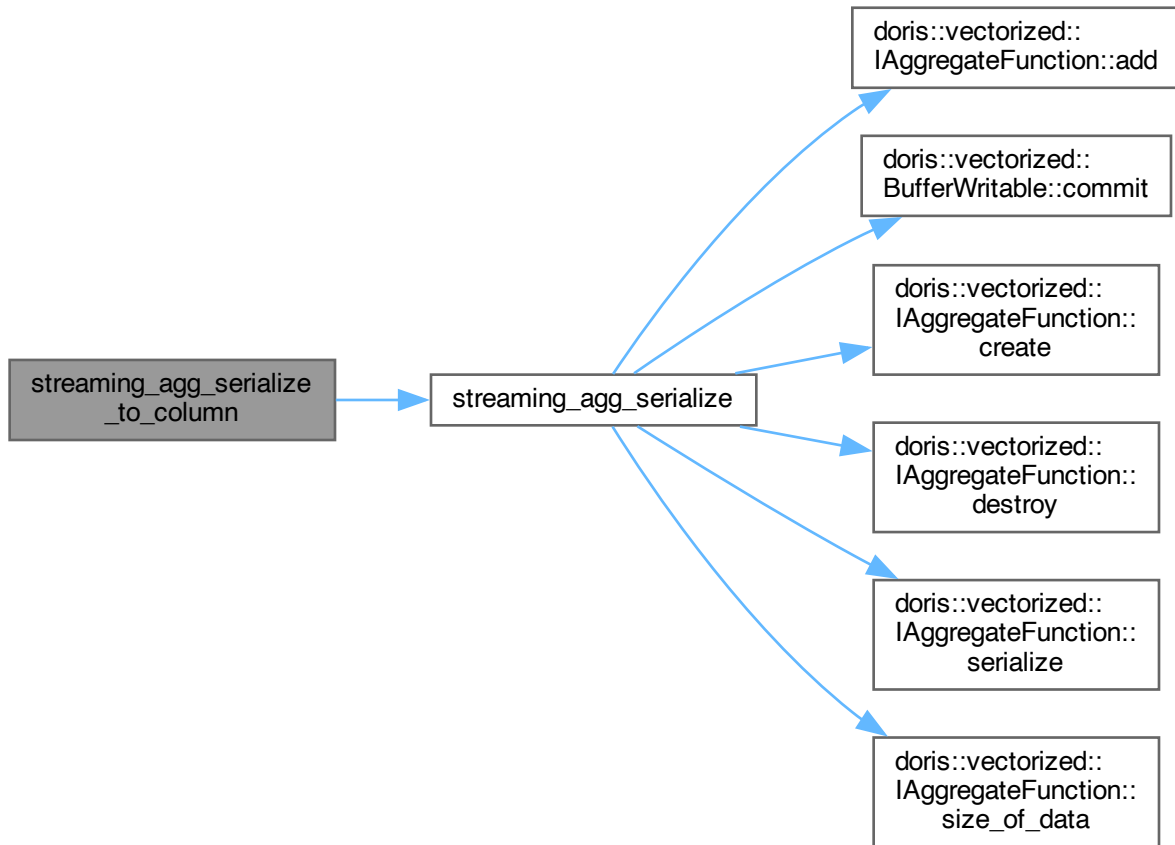 doris::vectorized::
IAggregateFunction::add
doris::vectorized::
BufferWritable::commit
doris::vectorized::
IAggregateFunction::
create
streaming_agg_serialize
_to_column
streaming_agg_serialize
doris::vectorized::
IAggregateFunction::
destroy
doris::vectorized::
IAggregateFunction::
serialize
doris::vectorized::
IAggregateFunction::
size_of_data